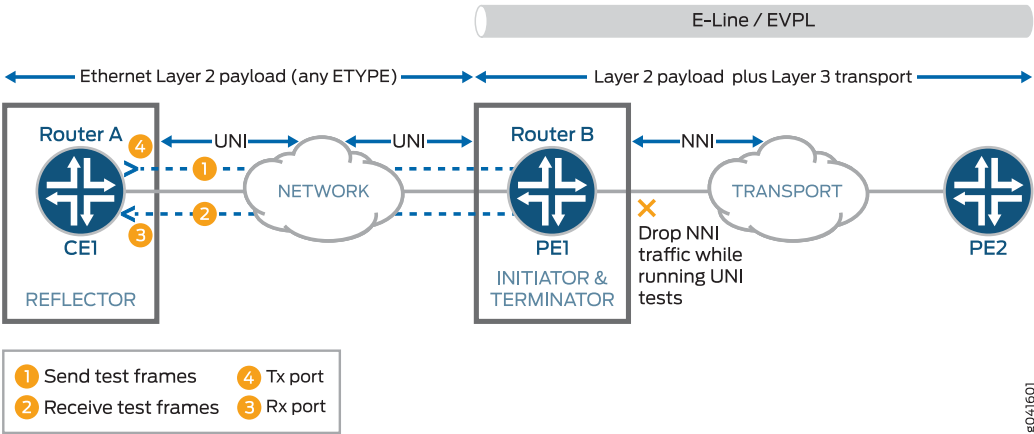 E-Line / EVPL
Ethernet Layer 2 payload (any ETYPE)
Layer 2 payload plus Layer 3 transport
Router A
4
UNI
UNI
Router B
NNI
1
NETWORK
TRANSPORT
2
3
CE1
PE1
Drop NNI
traffic while
running UNI
tests
PE2
REFLECTOR
INITIATOR &
TERMINATOR
1 Send test frames
4 Tx port
2 Receive test frames
3 Rx port
g041601